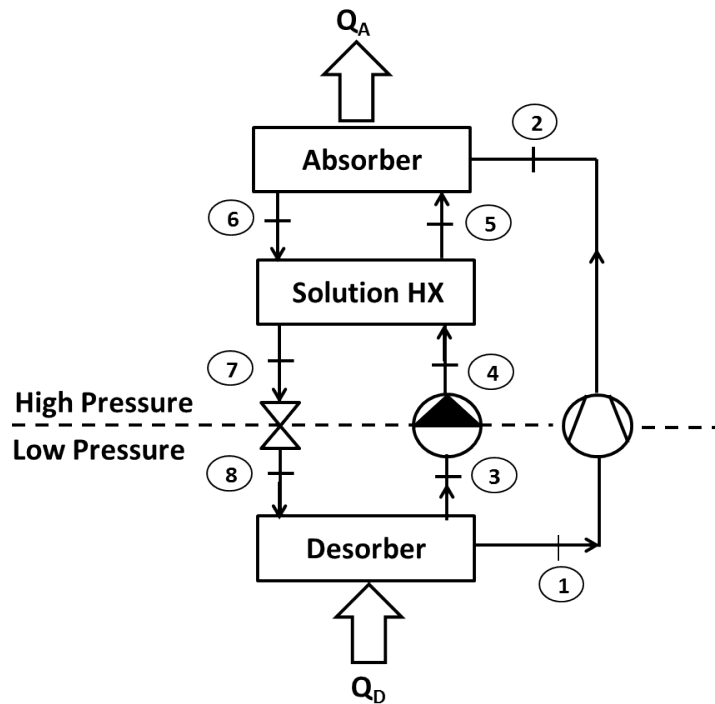 QA
2
Absorber
6
5
Solution HX
7
4
High Pressure
Low Pressure
8
3
Desorber
1
QD